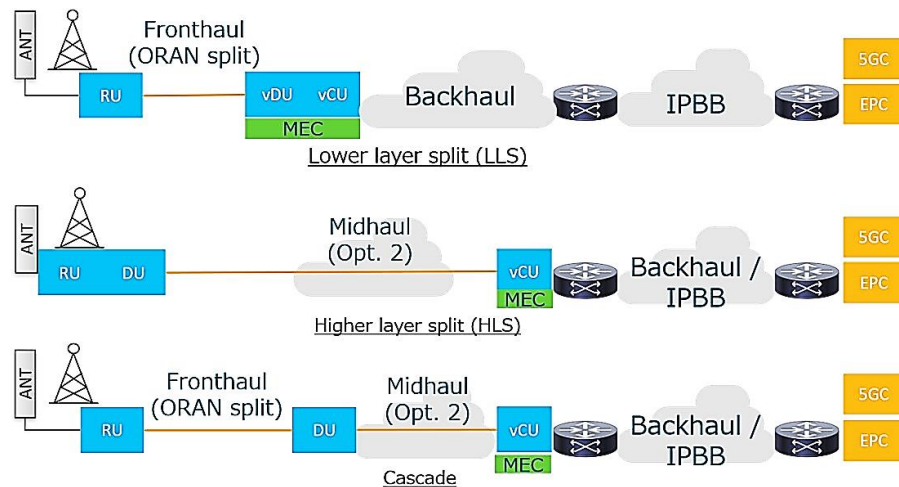 ANT
Fronthaul
(ORAN split)
RU
vDU vCU
MEC
Backhaul
IPBB
5GC
EPC
Lower layer split (LLS)
ANT
RU DU
Midhaul
(Opt. 2)
vCU
MEC
Backhaul /
IPBB
5GC
EPC
Higher layer split (HLS)
ANT
Fronthaul
(ORAN split)
RU
DU
Midhaul
(Opt. 2)
vCU
MEC
Backhaul /
IPBB
5GC
EPC
Cascade